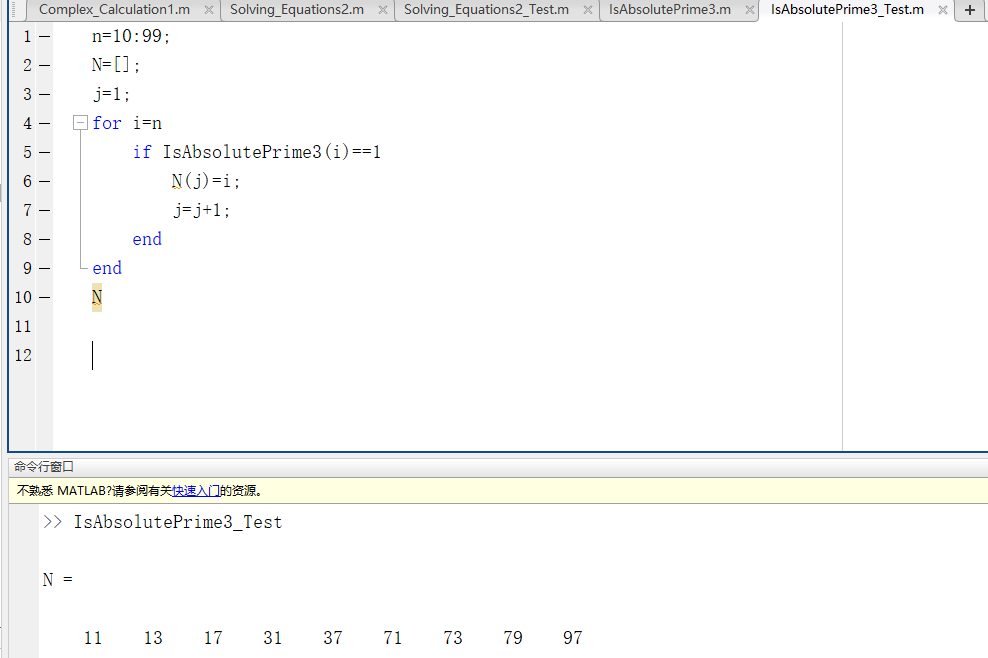 Complex_Calculation1.m × Solving_Equations2.m × Solving_Equations2_Test.m × IsAbsolutePrime3.m × IsAbsolutePrime3_Test.m × +
1 — n=10:99;
2 — N=[];
3 — j=1;
4 — for i=n
5 — if IsAbsolutePrime3(i)==1
6 — N(j)=i;
7 — j=j+1;
8 — end
9 — end
10 — N
11
12
命令行窗口
不熟悉 MATLAB?请参阅有关快速入门的资源。
>> IsAbsolutePrime3_Test
N =
11 13 17 31 37 71 73 79 97